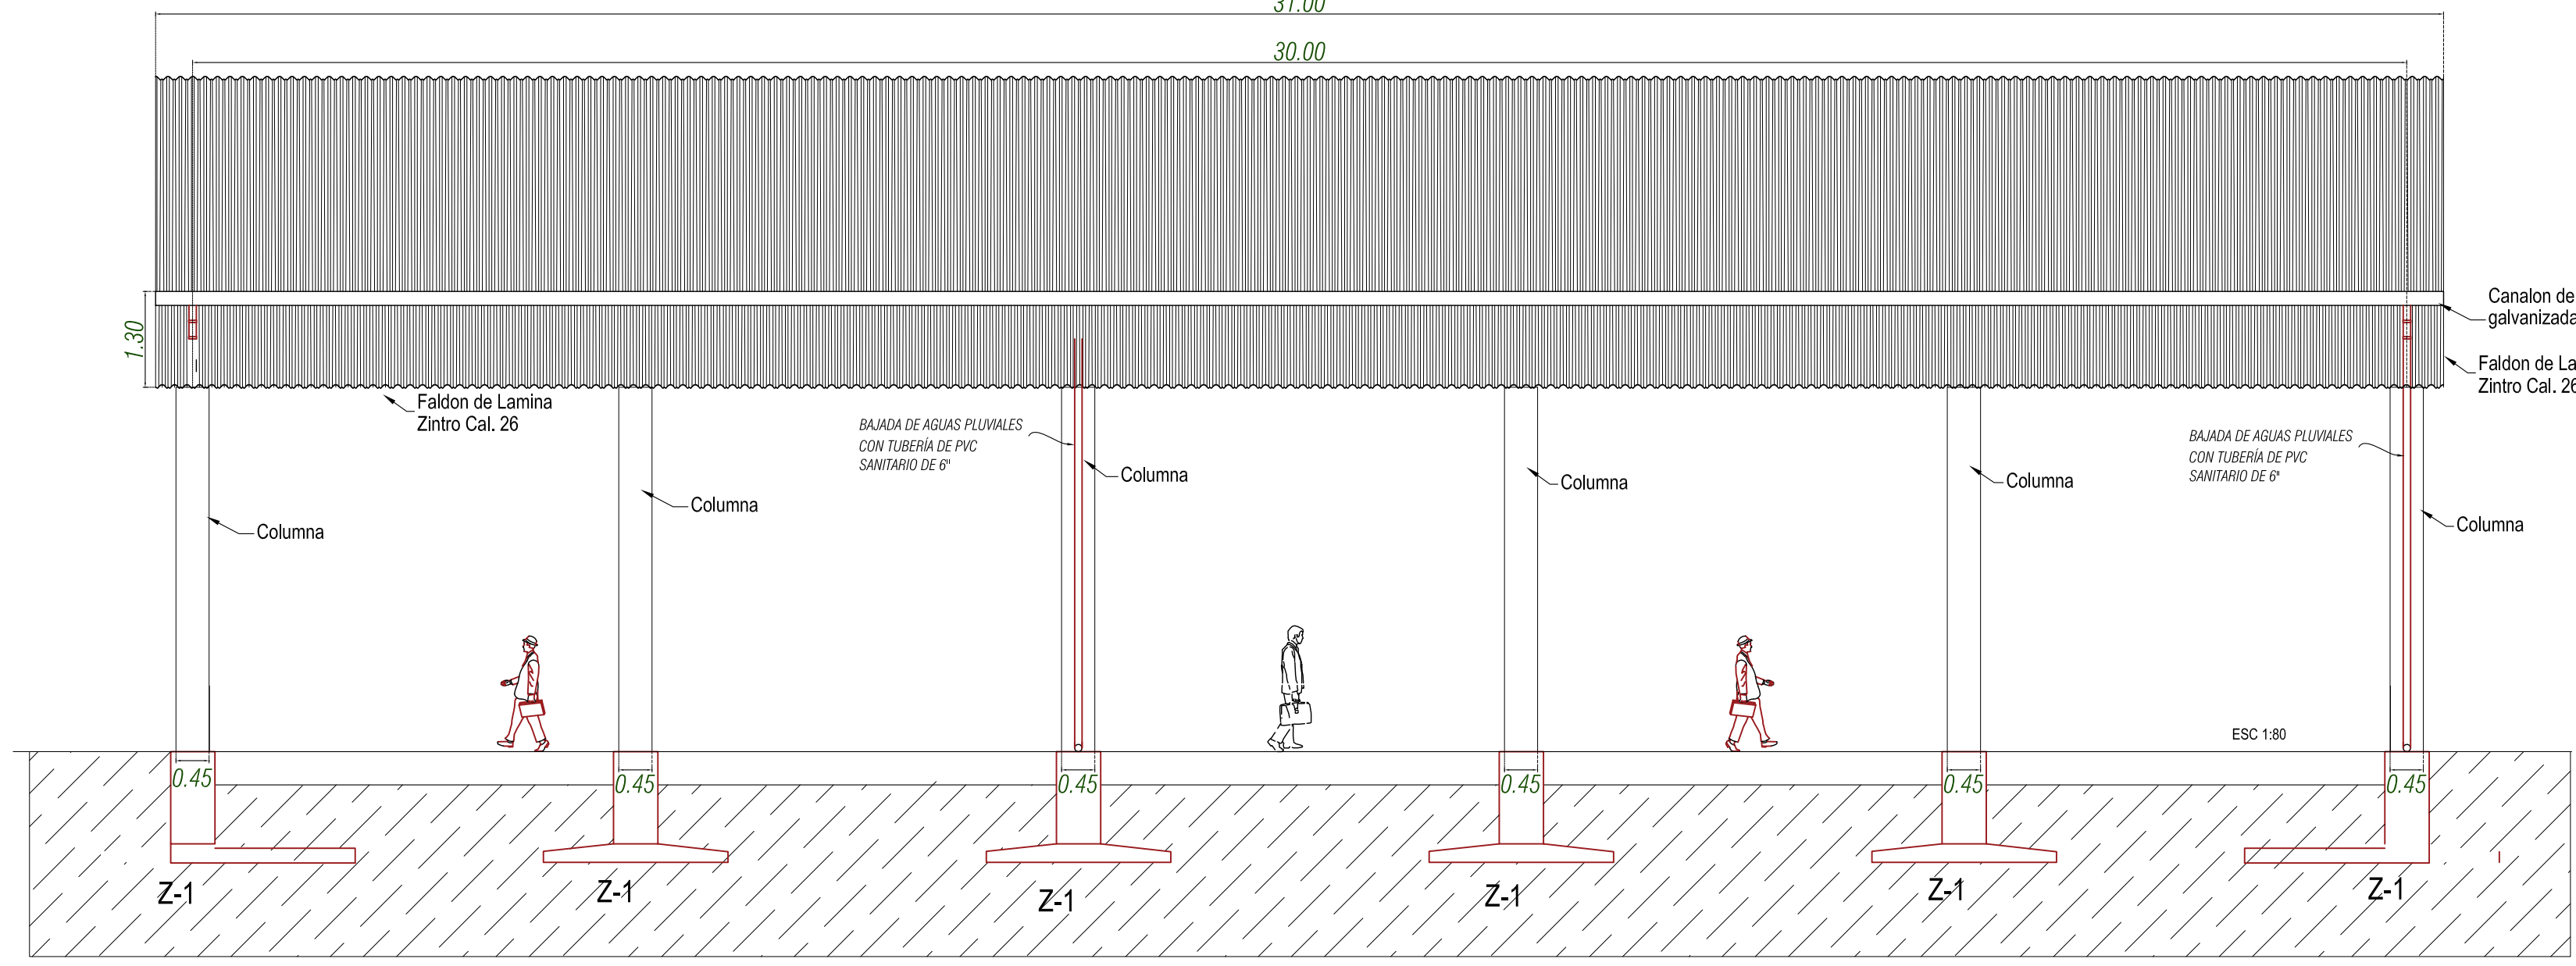 31.00
30.00
1.30
Canalon de
galvanizada
Faldon de La
Zintro Cal. 26
Faldon de Lamina
Zintro Cal. 26
BAJADA DE AGUAS PLUVIALES
CON TUBERÍA DE PVC
SANITARIO DE 6"
BAJADA DE AGUAS PLUVIALES
CON TUBERÍA DE PVC
SANITARIO DE 6"
Columna
Columna
Columna
Columna
Columna
Columna
ESC 1:80
0.45
0.45
0.45
0.45
0.45
0.45
Z-1
Z-1
Z-1
Z-1
Z-1
Z-1